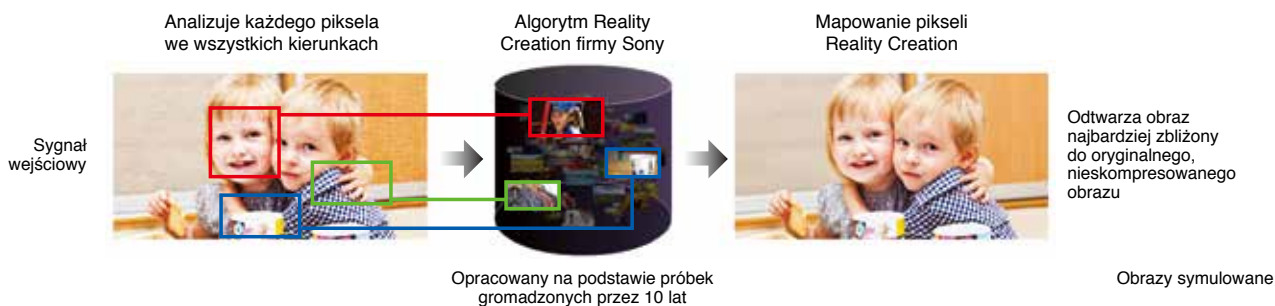 Analizuje każdego piksela
we wszystkich kierunkach
Algorytm Reality
Creation firmy Sony
Mapowanie pikseli
Reality Creation
Sygnał
wejściowy
Odtwarza obraz
najbardziej zbliżony
do oryginalnego,
nieskompresowanego
obrazu
Opracowany na podstawie próbek
gromadzonych przez 10 lat
Obrazy symulowane